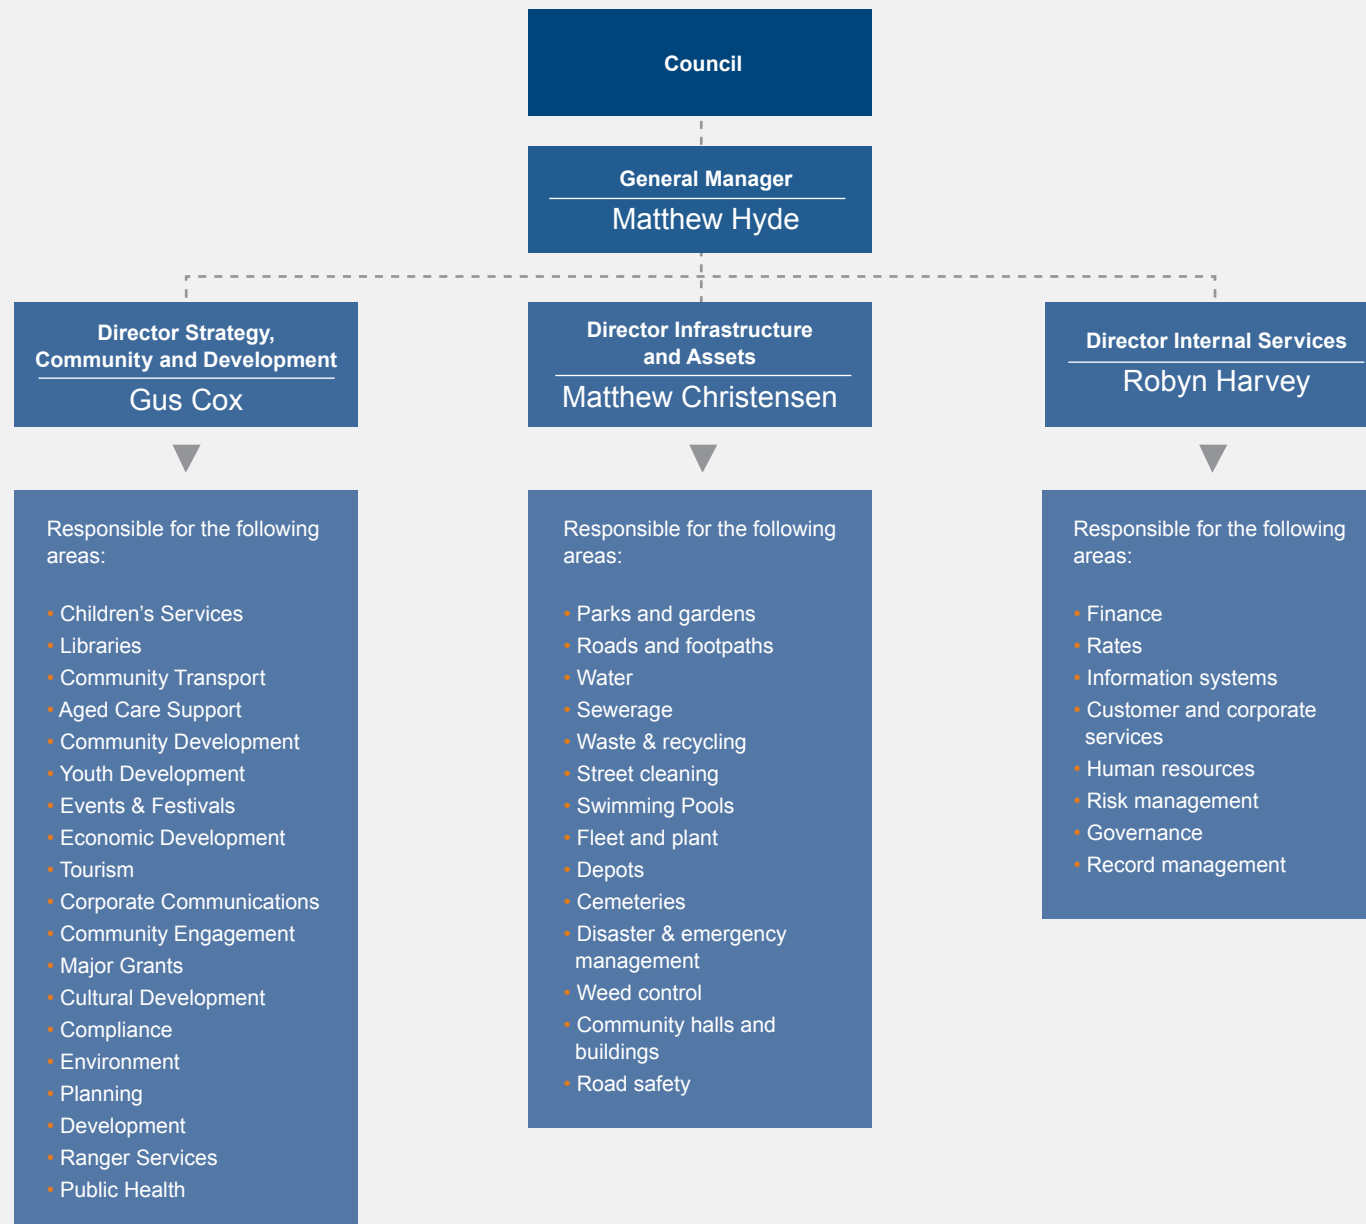 Council
General Manager
Matthew Hyde
Director Strategy,
Community and Development
Gus Cox
Director Infrastructure
and Assets
Matthew Christensen
Director Internal Services
Robyn Harvey
Responsible for the following
areas:
• Children’s Services
• Libraries
• Community Transport
• Aged Care Support
• Community Development
• Youth Development
• Events & Festivals
• Economic Development
• Tourism
• Corporate Communications
• Community Engagement
• Major Grants
• Cultural Development
• Compliance
• Environment
• Planning
• Development
• Ranger Services
• Public Health
Responsible for the following
areas:
• Parks and gardens
• Roads and footpaths
• Water
• Sewerage
• Waste & recycling
• Street cleaning
• Swimming Pools
• Fleet and plant
• Depots
• Cemeteries
• Disaster & emergency
management
• Weed control
• Community halls and
buildings
• Road safety
Responsible for the following
areas:
• Finance
• Rates
• Information systems
• Customer and corporate
services
• Human resources
• Risk management
• Governance
• Record management